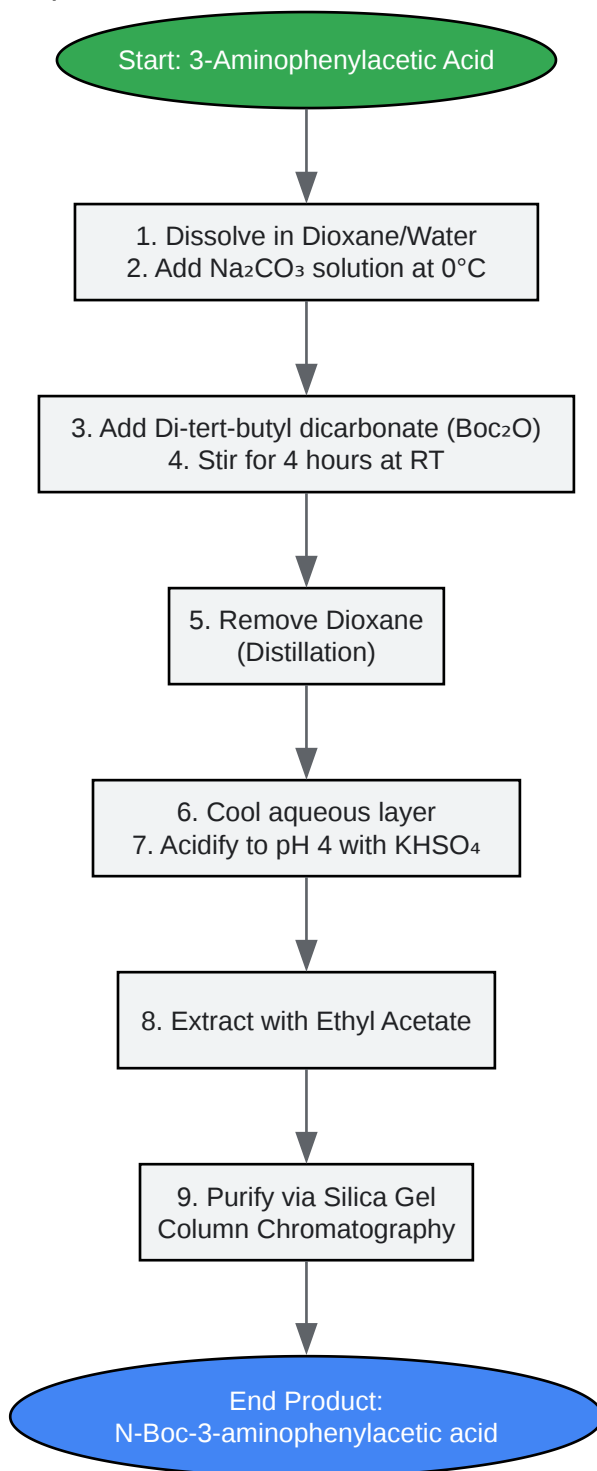 Start: 3-Aminophenylacetic Acid
1. Dissolve in Dioxane/Water
2. Add Na₂CO₃ solution at 0°C
3. Add Di-tert-butyl dicarbonate (Boc₂O)
4. Stir for 4 hours at RT
5. Remove Dioxane
(Distillation)
6. Cool aqueous layer
7. Acidify to pH 4 with KHSO₄
8. Extract with Ethyl Acetate
9. Purify via Silica Gel
Column Chromatography
End Product:
N-Boc-3-aminophenylacetic acid